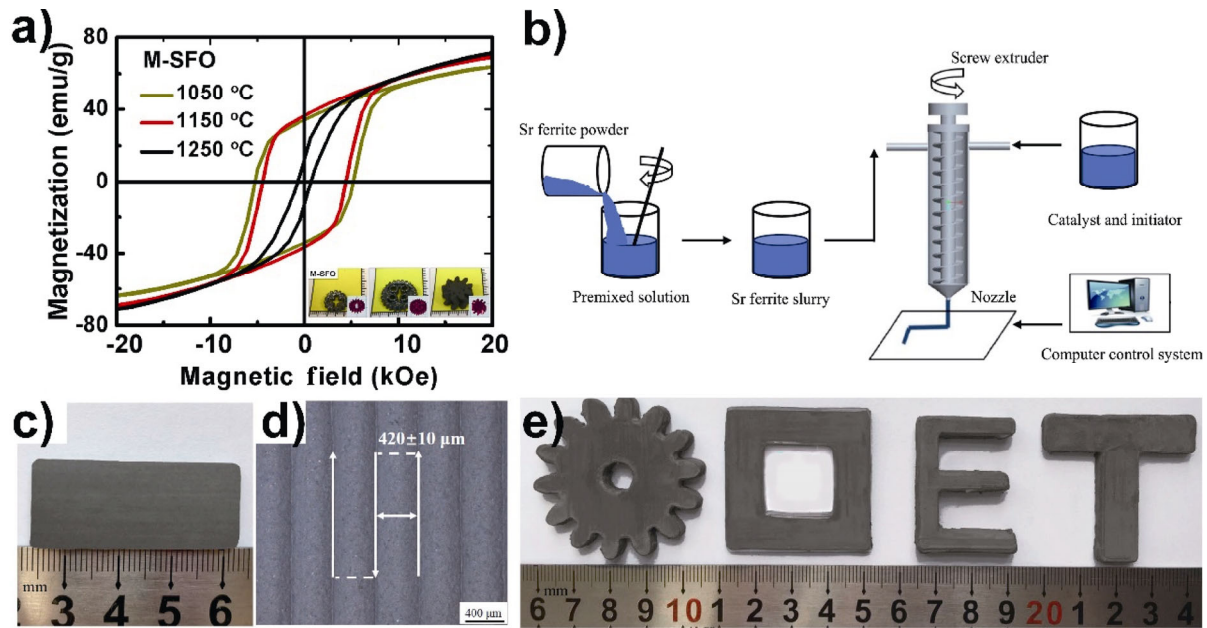 a)
M-SFO
1050 °C
1150 °C
1250 °C
Magnetization (emu/g)
80
40
0
-40
-80
-20
-10
0
10
20
Magnetic field (kOe)
M-SFO
b)
Screw extruder
Sr ferrite powder
Premixed solution
Sr ferrite slurry
Catalyst and initiator
Nozzle
Computer control system
c)
mm
3 4 5 6
d)
420±10 μm
400 μm
e)
E T
mm
6 7 8 9 10 1 2 3 4 5 6 7 8 9 20 1 2 3 4